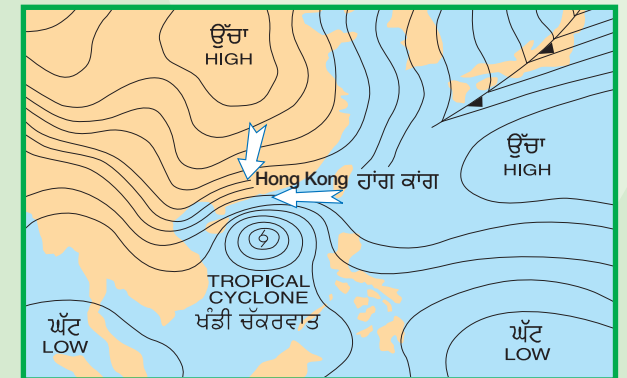 ਉੱਚਾ
HIGH
ਉੱਚਾ
HIGH
Hong Kong ਹਾਂਗ ਕਾਂਗ
TROPICAL
CYCLONE
ਖੰਡੀ ਚੱਕਰਵਾਤ
ਘੱਟ
LOW
ਘੱਟ
LOW